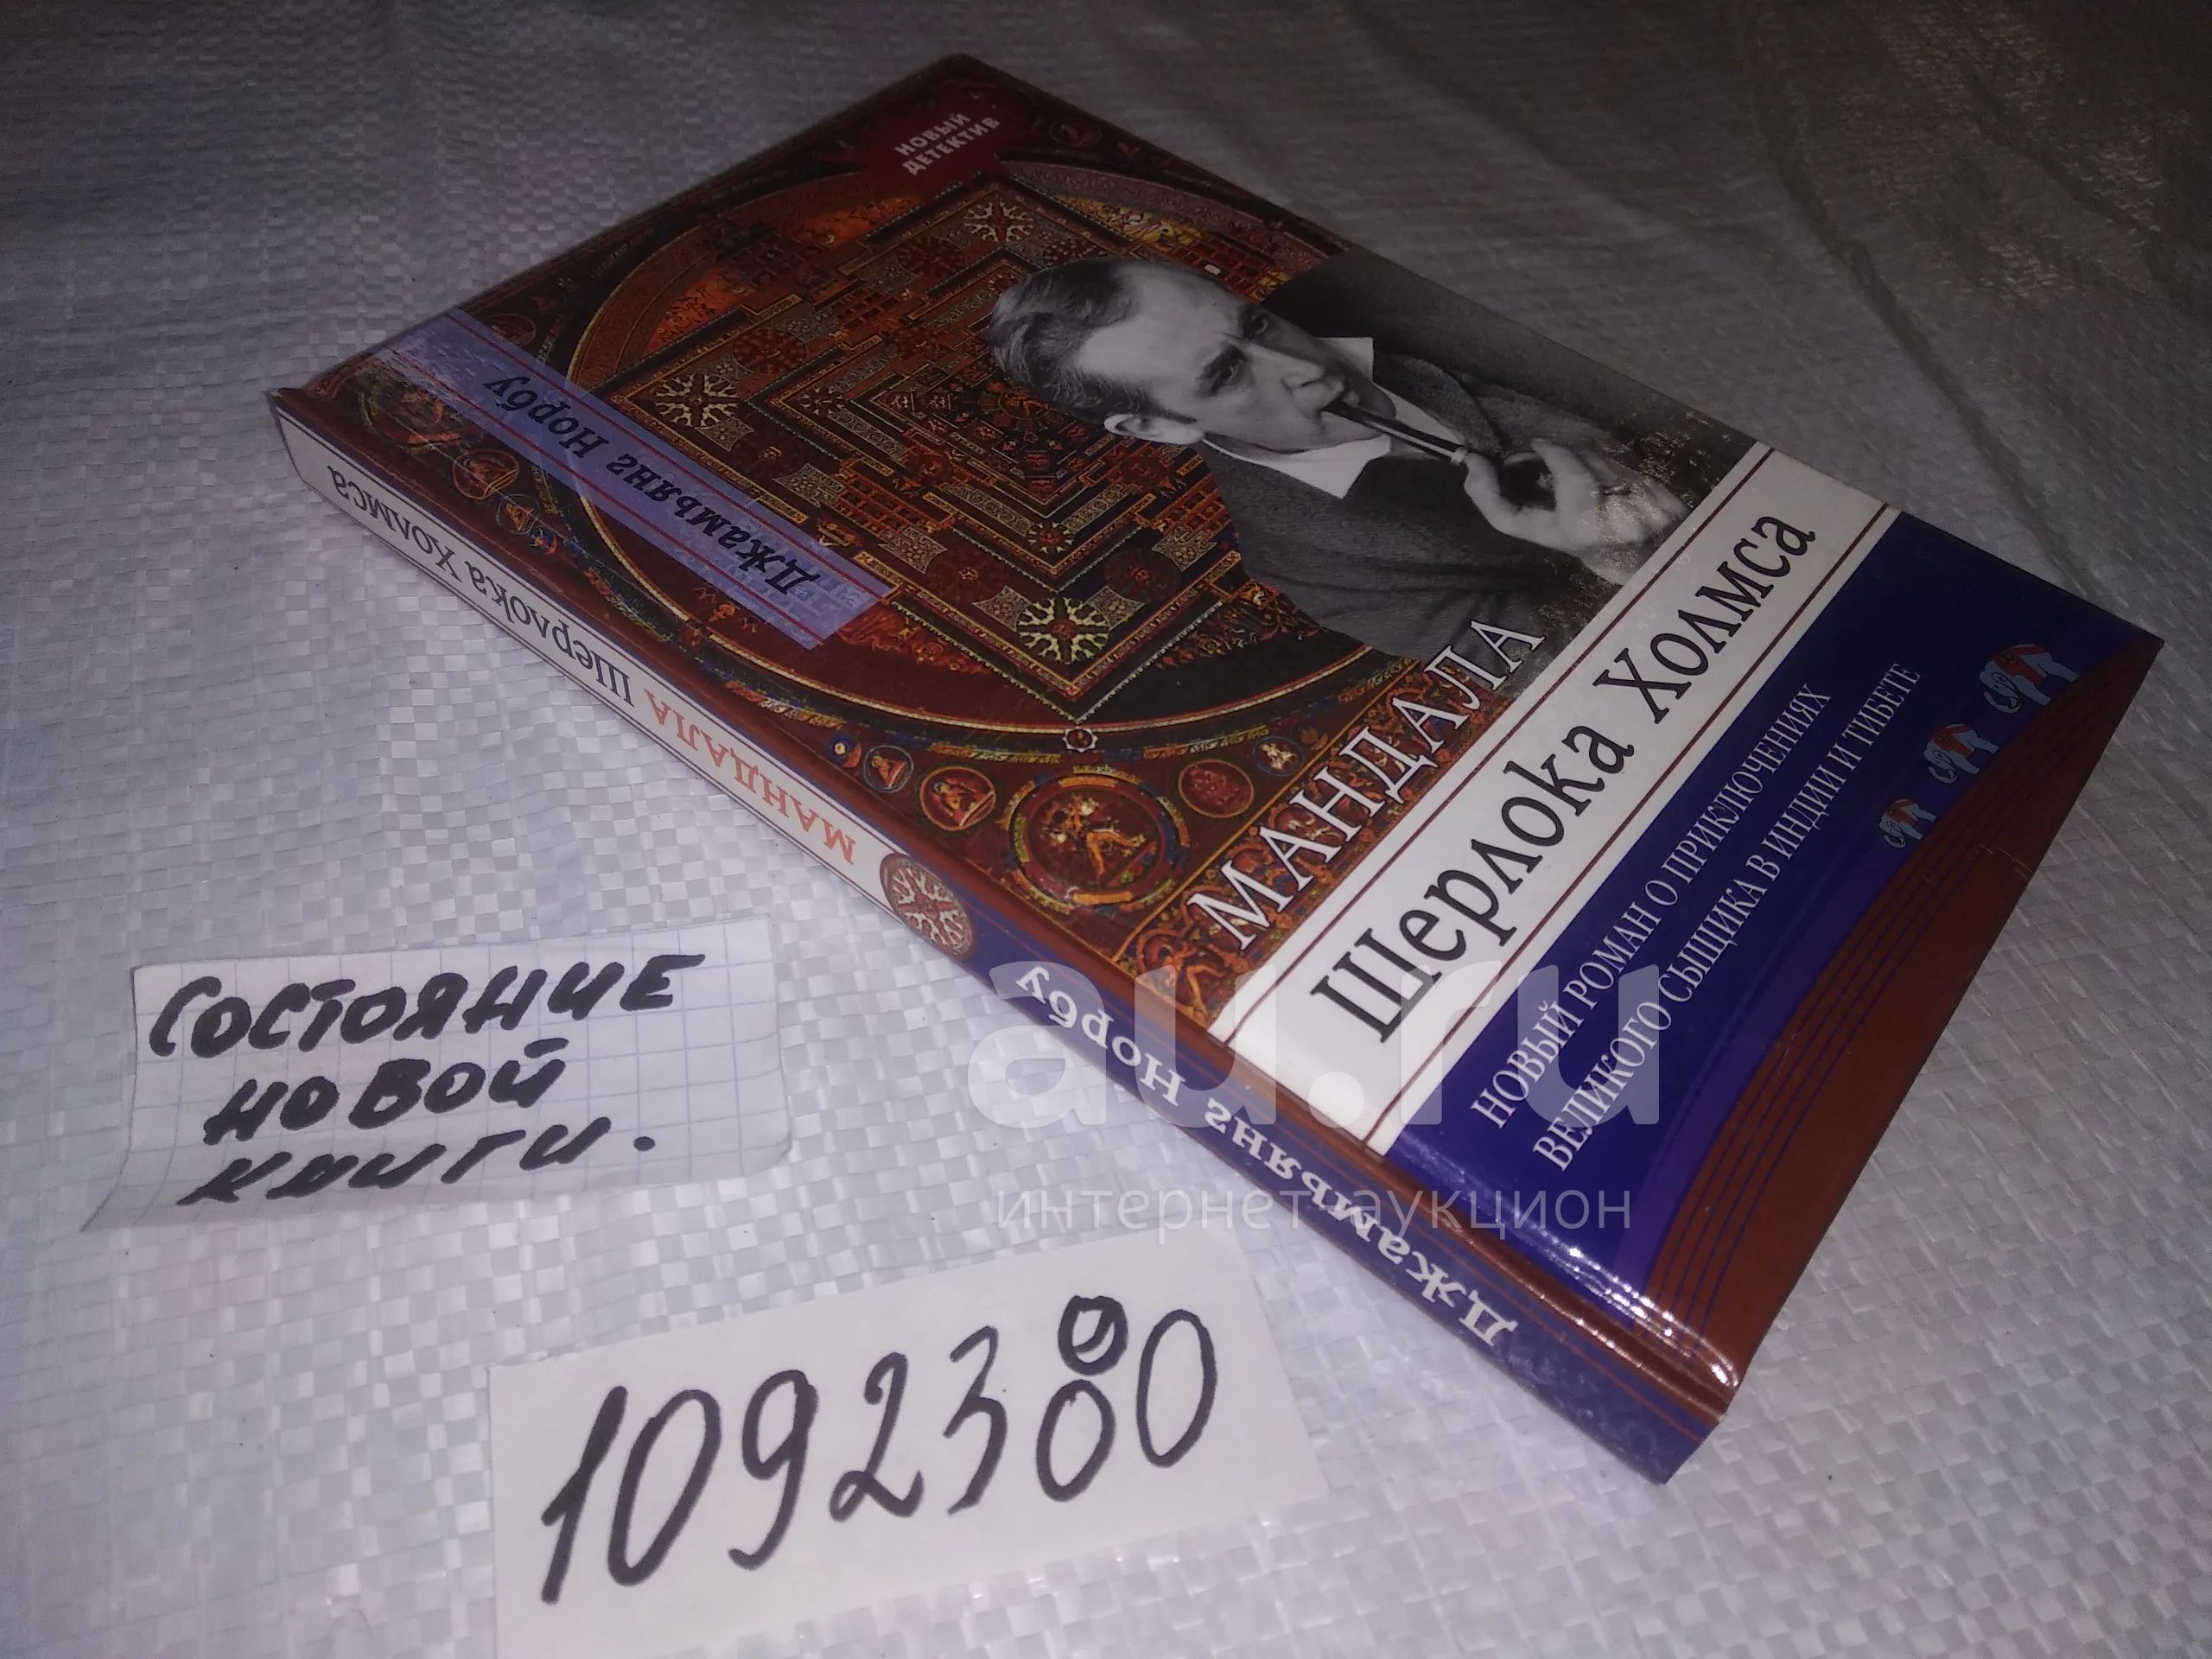 НОВЫЙ
ДЕТЕКТИВ
Джамьянг Норбу
МАНДАЛА
Шерлока Холмса
НОВЫЙ РОМАН О ПРИКЛЮЧЕНИЯХ
ВЕЛИКОГО СЫЩИКА В ИНДИИ И ТИБЕТЕ
Джамьянг Норбу МАНДАЛА Шерлока Холмса
СОСТОЯНИЕ
НОВОЙ
КНИГИ.
1092380
au.ru
интернет-аукцион